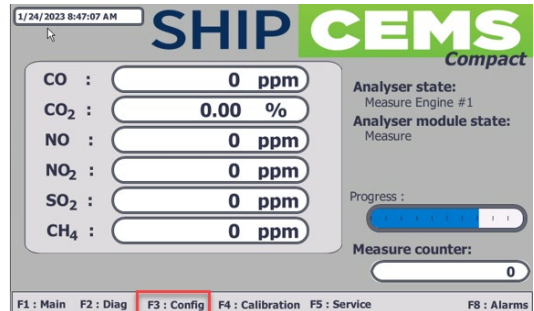 1/24/2023 8:47:07 AM
SHIP CEMS
Compact
CO : 0 ppm
CO₂ : 0.00 %
NO : 0 ppm
NO₂ : 0 ppm
SO₂ : 0 ppm
CH₄ : 0 ppm
Analyser state:
Measure Engine #1
Analyser module state:
Measure
Progress :
Measure counter:
0
F1 : Main F2 : Diag F3 : Config F4 : Calibration F5 : Service F8 : Alarms